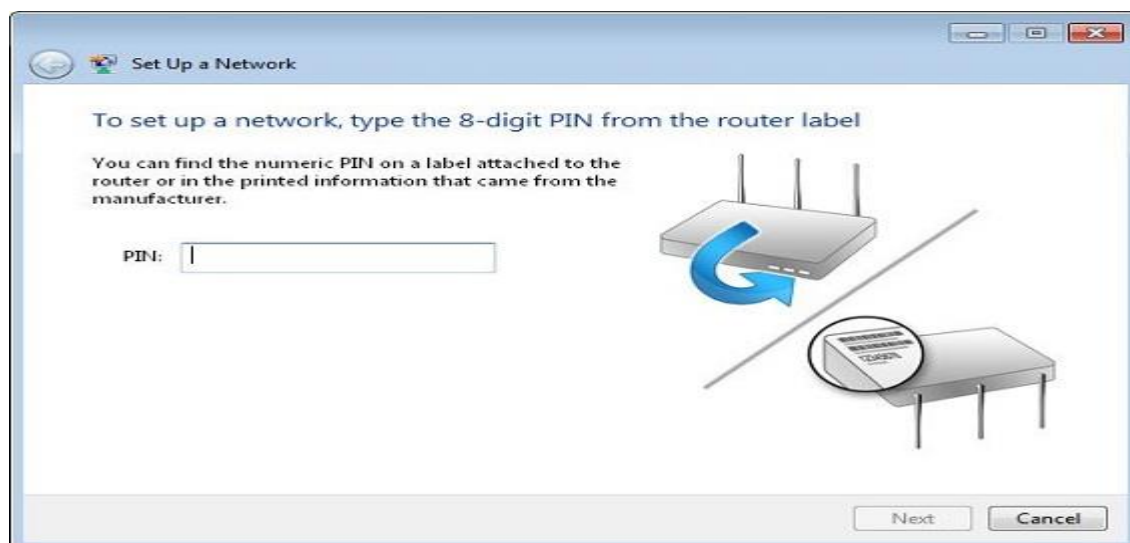 Set Up a Network
To set up a network, type the 8-digit PIN from the router label
You can find the numeric PIN on a label attached to the
router or in the printed information that came from the
manufacturer.
PIN:
12345670
Next
Cancel